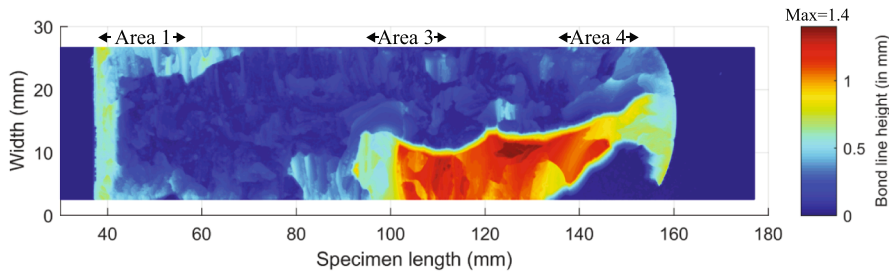 Max=1.4
Area 1 Area 3 Area 4
30
20
10
0
Width (mm)
40 60 80 100 120 140 160 180
Specimen length (mm)
1
0.5
0
Bond line height (in mm)